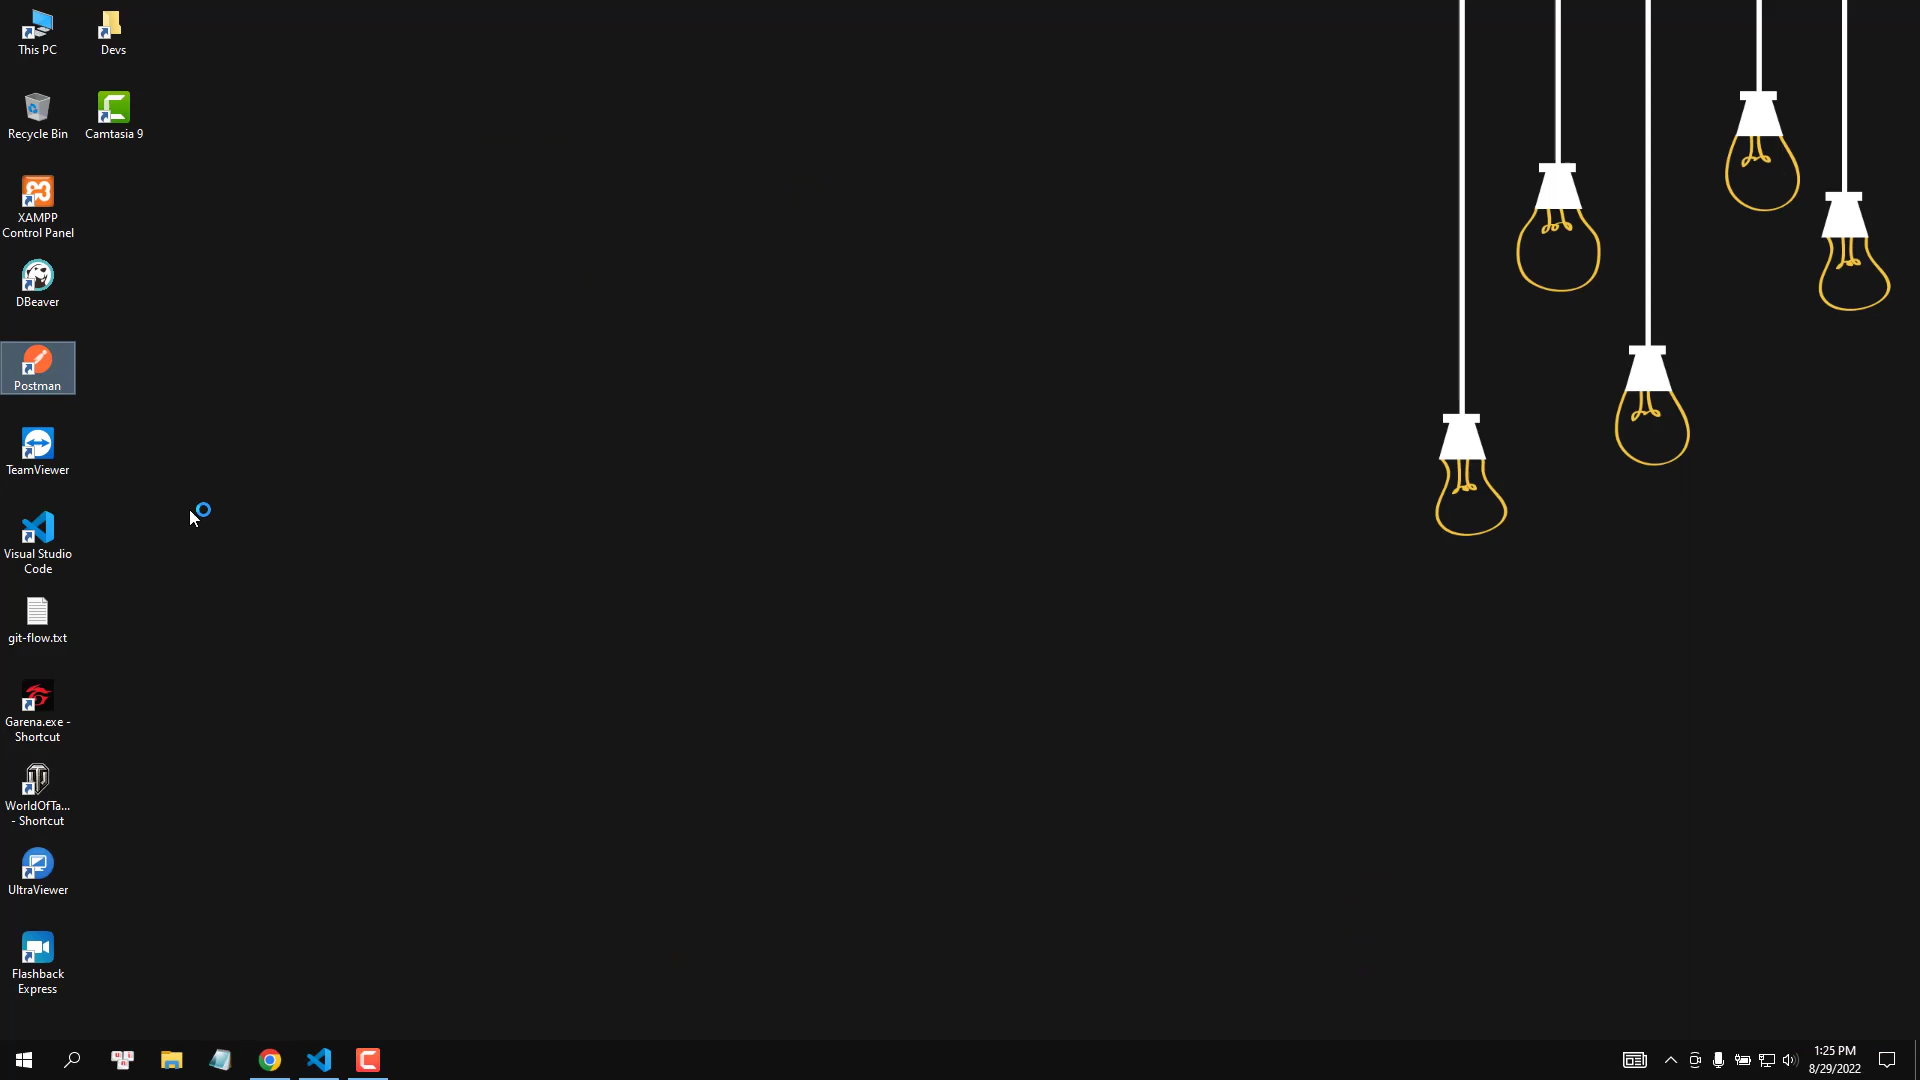 This PC
Devs
Recycle Bin
Camtasia 9
XAMPP
Control Panel
DBeaver
Postman
TeamViewer
Visual Studio
Code
git-flow.txt
Garena.exe -
Shortcut
WorldOfTa...
- Shortcut
UltraViewer
Flashback
Express
1:25 PM
8/29/2022